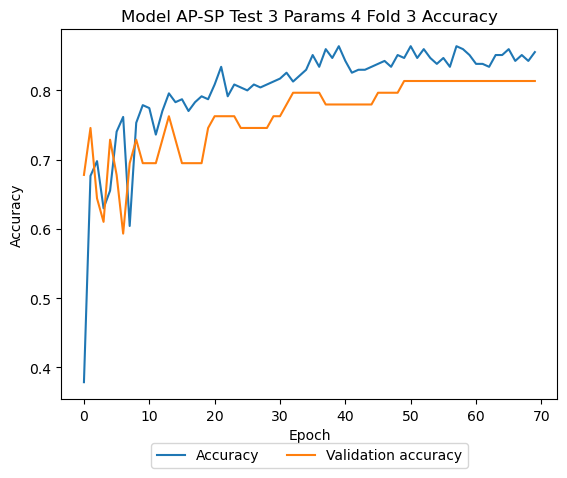 Model AP-SP Test 3 Params 4 Fold 3 Accuracy
Accuracy
0.8
0.7
0.6
0.5
0.4
0 10 20 30 40 50 60 70
Epoch
Accuracy Validation accuracy